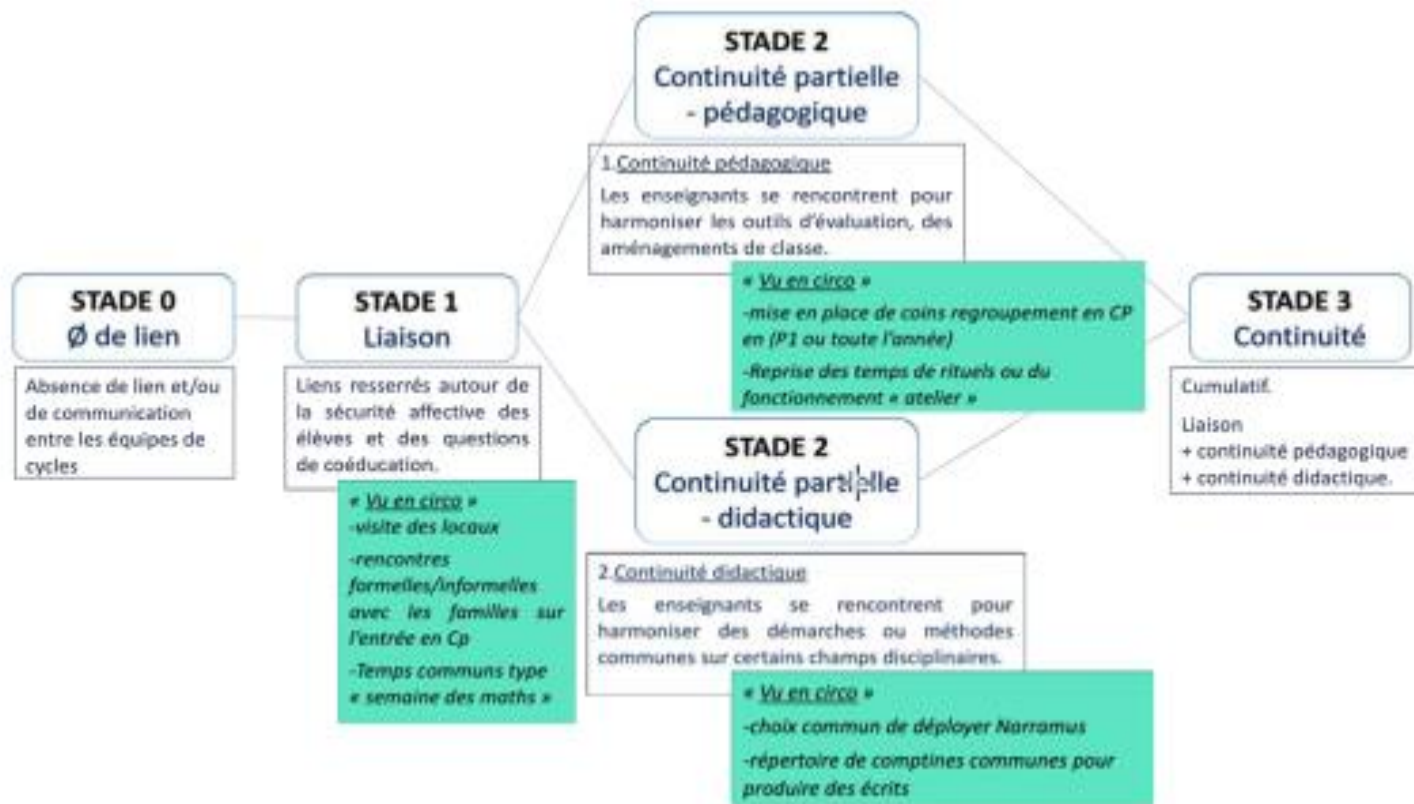 STADE 0
Ø de lien
Absence de lien et/ou
de communication
entre les équipes de
cycles
STADE 1
Liaison
Liens resserrés autour de
la sécurité affective des
élèves et des questions
de coéducation.
« Vu en circo »
-visite des locaux
-rencontres
formelles/informelles
avec les familles sur
l'entrée en Cp
-Temps communs type
« semaine des maths »
STADE 2
Continuité partielle
- pédagogique
1.Continuité pédagogique
Les enseignants se rencontrent pour
harmoniser les outils d'évaluation, des
aménagements de classe.
« Vu en circo »
-mise en place de coins regroupement en CP
en (P1 ou toute l'année)
-Reprise des temps de rituels ou du
fonctionnement « atelier »
STADE 2
Continuité partielle
- didactique
2.Continuité didactique
Les enseignants se rencontrent pour
harmoniser des démarches ou méthodes
communes sur certains champs disciplinaires.
« Vu en circo »
-choix commun de déployer Narramus
-répertoire de comptines communes pour
produire des écrits
STADE 3
Continuité
Cumulatif.
Liaison
+ continuité pédagogique
+ continuité didactique.